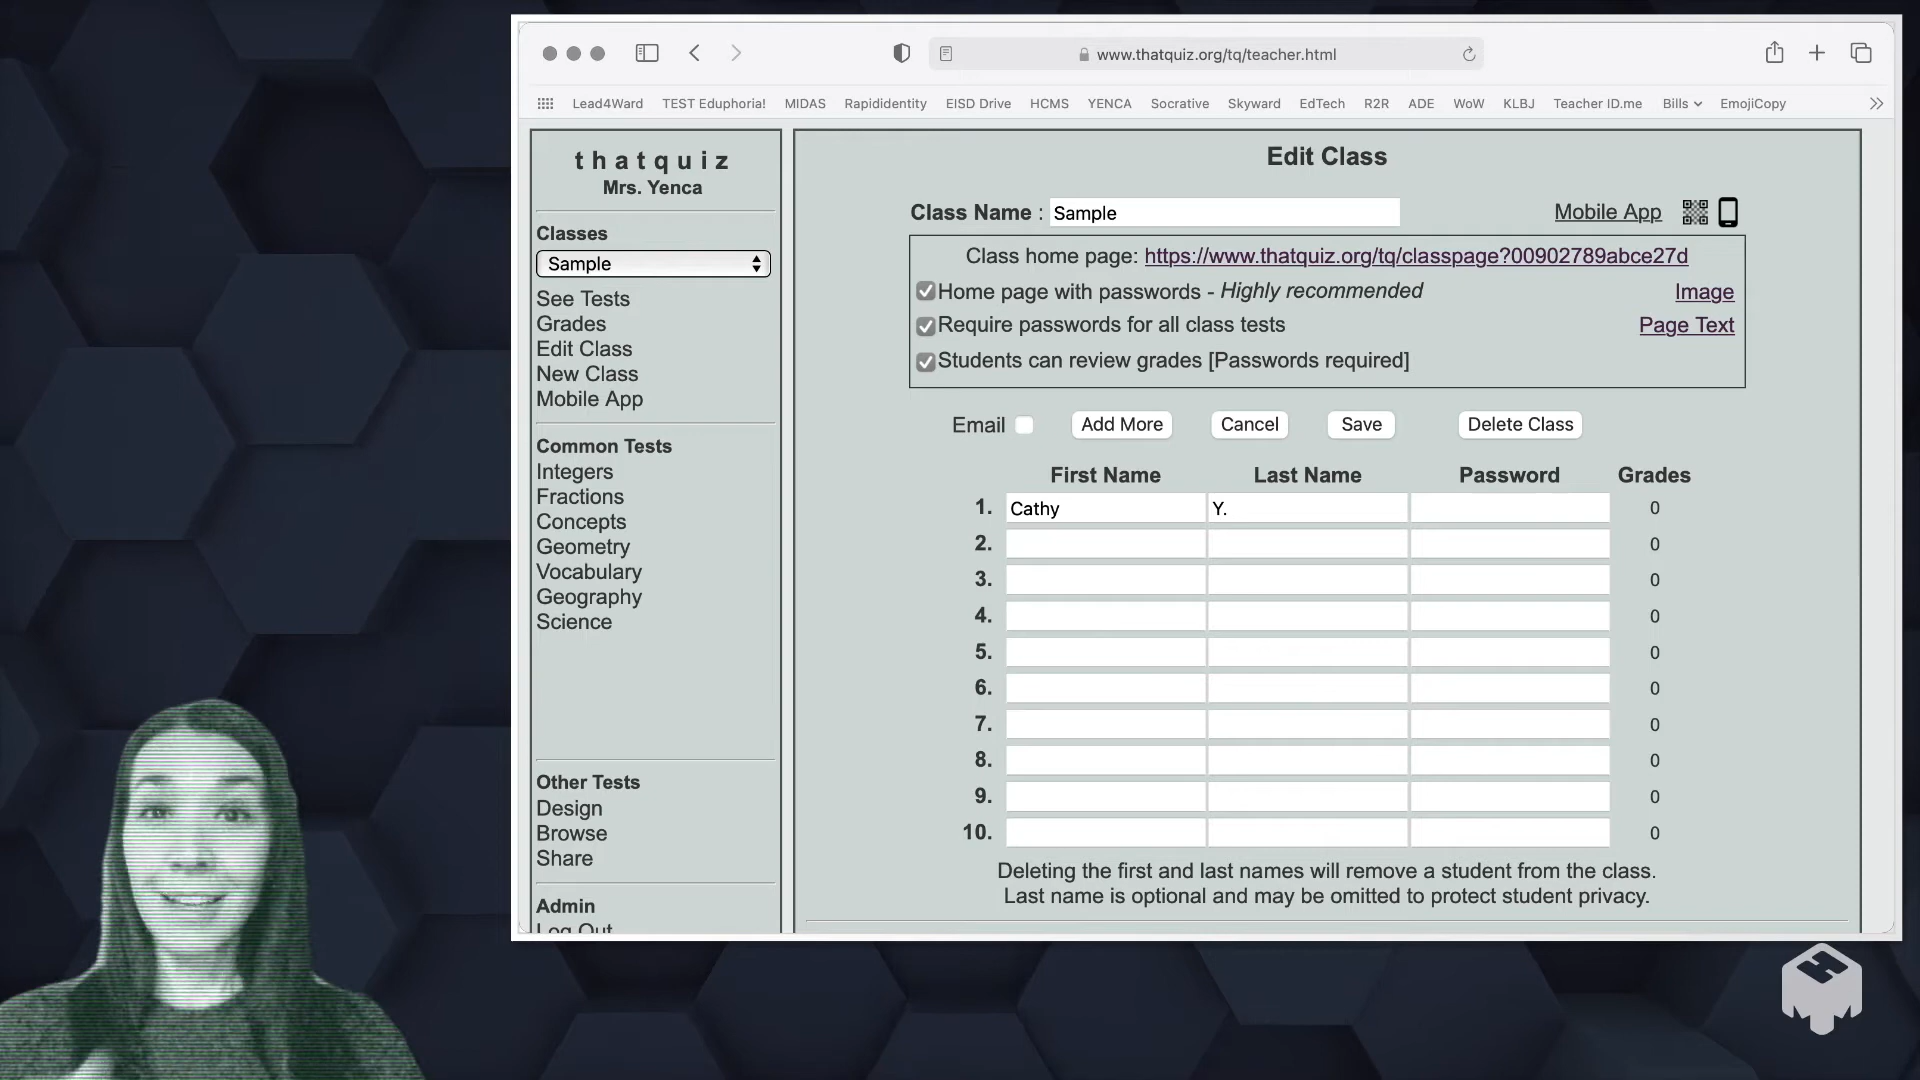 www.thatquiz.org/tq/teacher.html
Lead4Ward TEST Eduphoria! MIDAS Rapididentity EISD Drive HCMS YENCA Socrative Skyward EdTech R2R ADE WoW KLBJ Teacher ID.me Bills EmojiCopy
thatquiz
Mrs. Yenca
Classes
Sample
See Tests
Grades
Edit Class
New Class
Mobile App
Common Tests
Integers
Fractions
Concepts
Geometry
Vocabulary
Geography
Science
Other Tests
Design
Browse
Share
Admin
Log Out
Edit Class
Class Name : Sample Mobile App
Class home page: https://www.thatquiz.org/tq/classpage?00902789abce27d
Home page with passwords - Highly recommended Image
Require passwords for all class tests Page Text
Students can review grades [Passwords required]
Email Add More Cancel Save Delete Class
First Name Last Name Password Grades
1. Cathy Y. 0
2. 0
3. 0
4. 0
5. 0
6. 0
7. 0
8. 0
9. 0
10. 0
Deleting the first and last names will remove a student from the class.
Last name is optional and may be omitted to protect student privacy.